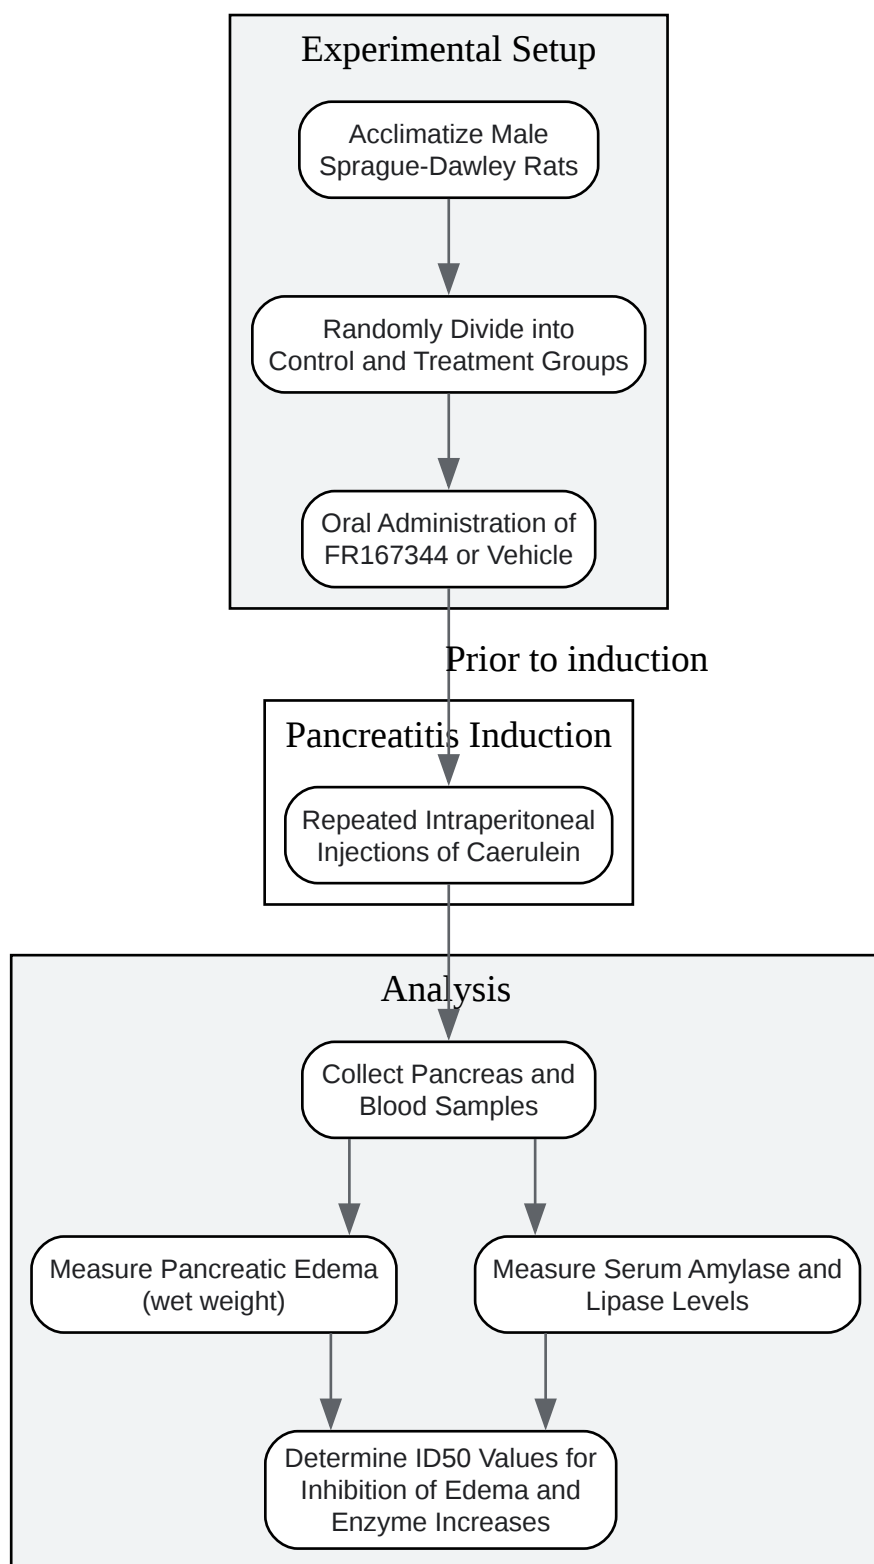 Experimental Setup
Acclimatize Male
Sprague-Dawley Rats
Randomly Divide into
Control and Treatment Groups
Oral Administration of
FR167344 or Vehicle
Prior to induction
Pancreatitis Induction
Repeated Intraperitoneal
Injections of Caerulein
Analysis
Collect Pancreas and
Blood Samples
Measure Pancreatic Edema
(wet weight)
Measure Serum Amylase and
Lipase Levels
Determine ID50 Values for
Inhibition of Edema and
Enzyme Increases